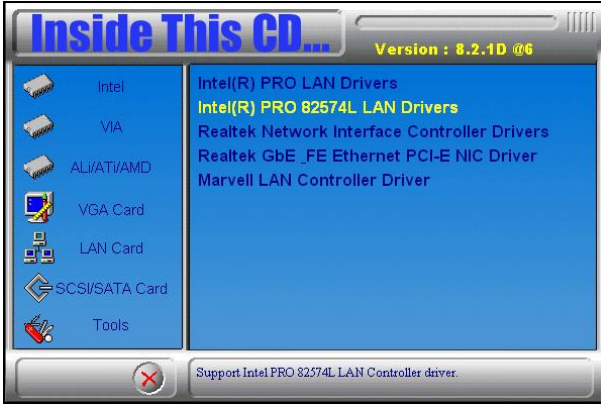 Inside This CD...
Version : 8.2.1D @6
Intel
VIA
ALi/ATi/AMD
VGA Card
LAN Card
SCSI/SATA Card
Tools
Intel(R) PRO LAN Drivers
Intel(R) PRO 82574L LAN Drivers
Realtek Network Interface Controller Drivers
Realtek GbE _FE Ethernet PCI-E NIC Driver
Marvell LAN Controller Driver
Support Intel PRO 82574L LAN Controller driver.